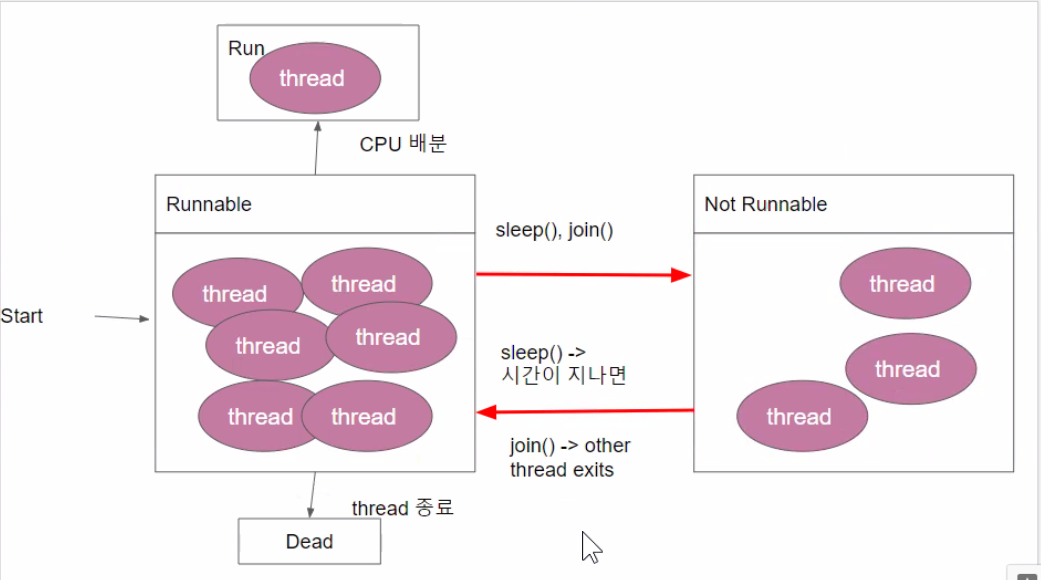 Run
thread
CPU 배분
Runnable
Not Runnable
sleep(), join()
thread
thread
thread
thread
thread
thread
Start
sleep() ->
시간이 지나면
join() -> other
thread exits
thread
thread
thread
thread 종료
Dead